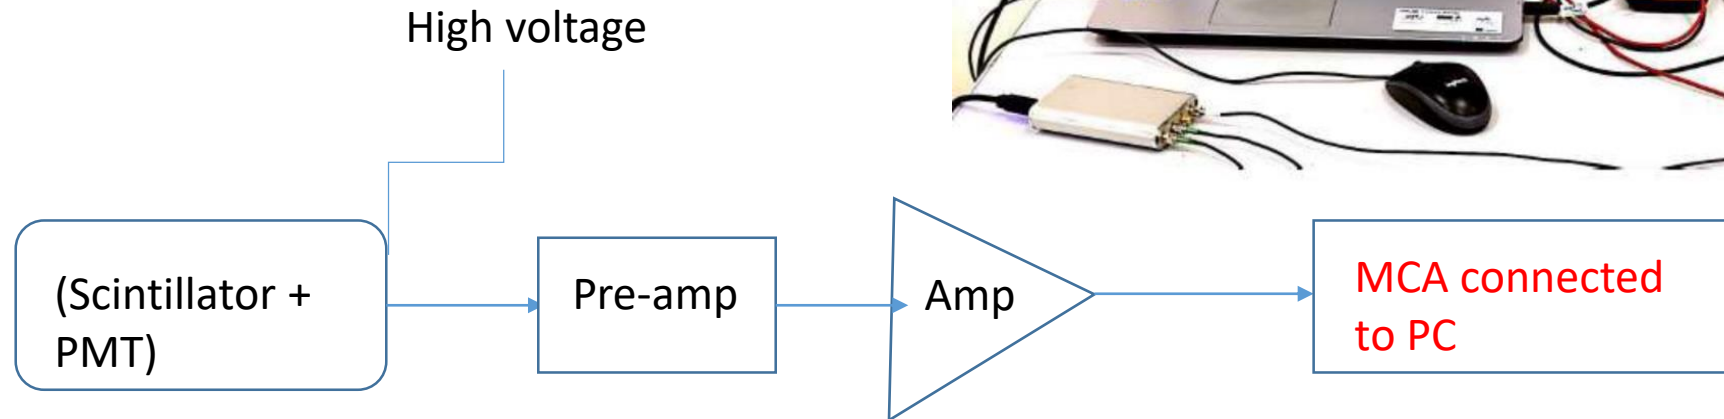 High voltage
(Scintillator +
PMT)
Pre-amp
Amp
MCA connected
to PC